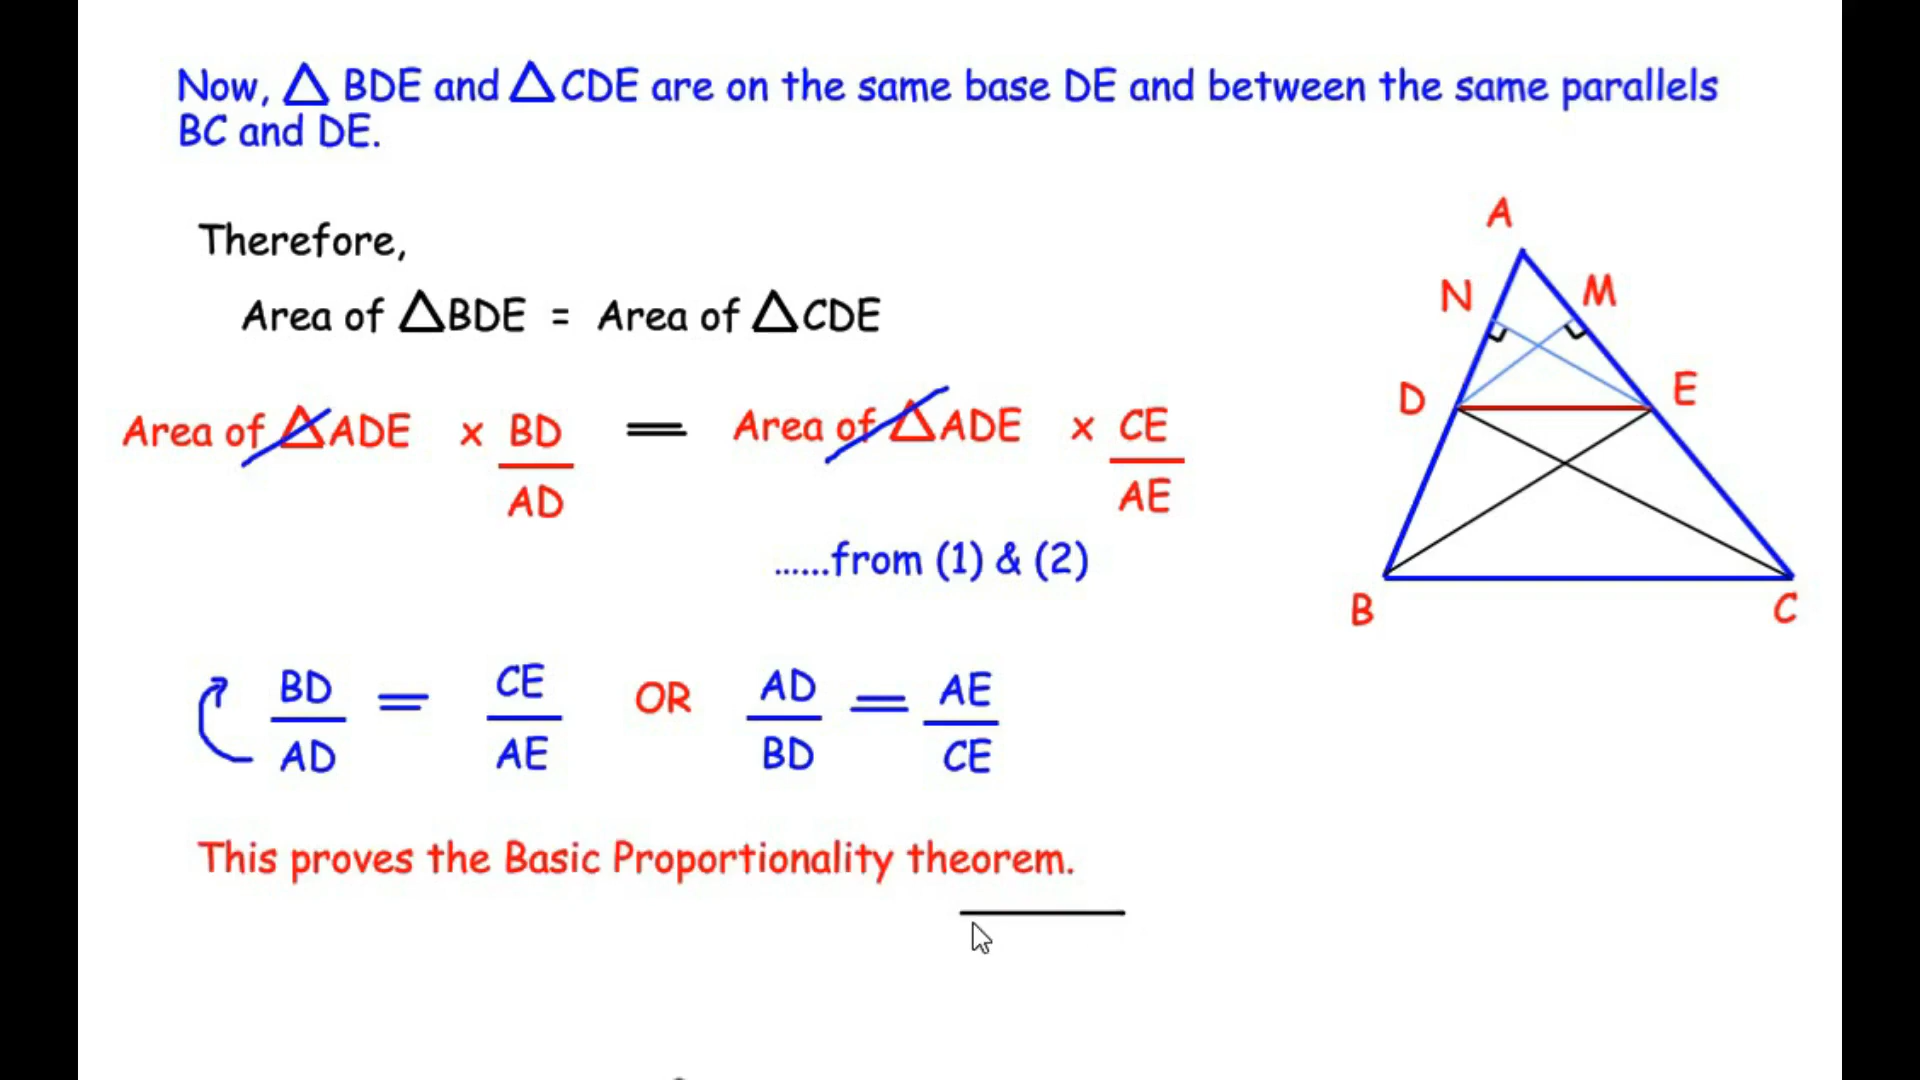 Now, △ BDE and △CDE are on the same base DE and between the same parallels
BC and DE.
Therefore,
Area of △BDE = Area of △CDE
Area of △ADE x BD/AD = Area of △ADE x CE/AE
......from (1) & (2)
BD/AD = CE/AE OR AD/BD = AE/CE
This proves the Basic Proportionality theorem.
A
N M
D E
B C